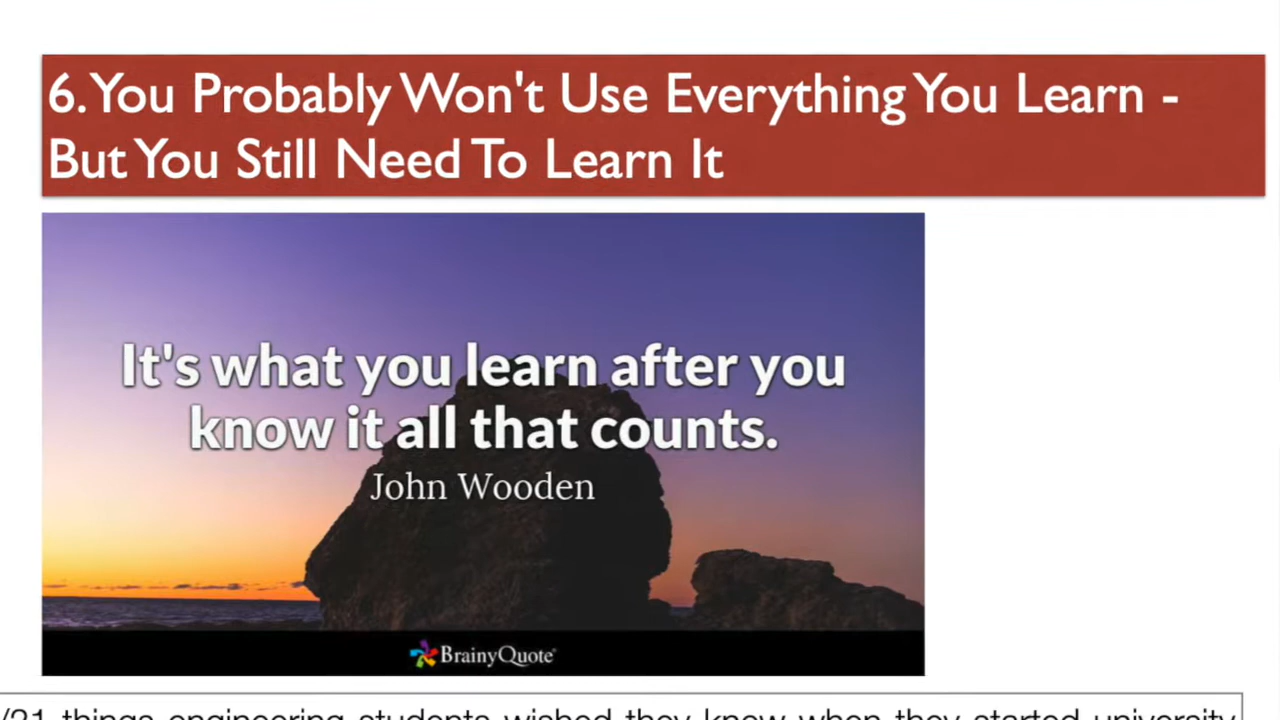 6. You Probably Won't Use Everything You Learn -
But You Still Need To Learn It
It's what you learn after you
know it all that counts.
John Wooden
BrainyQuote®
/21 things engineering students wished they know when they started university